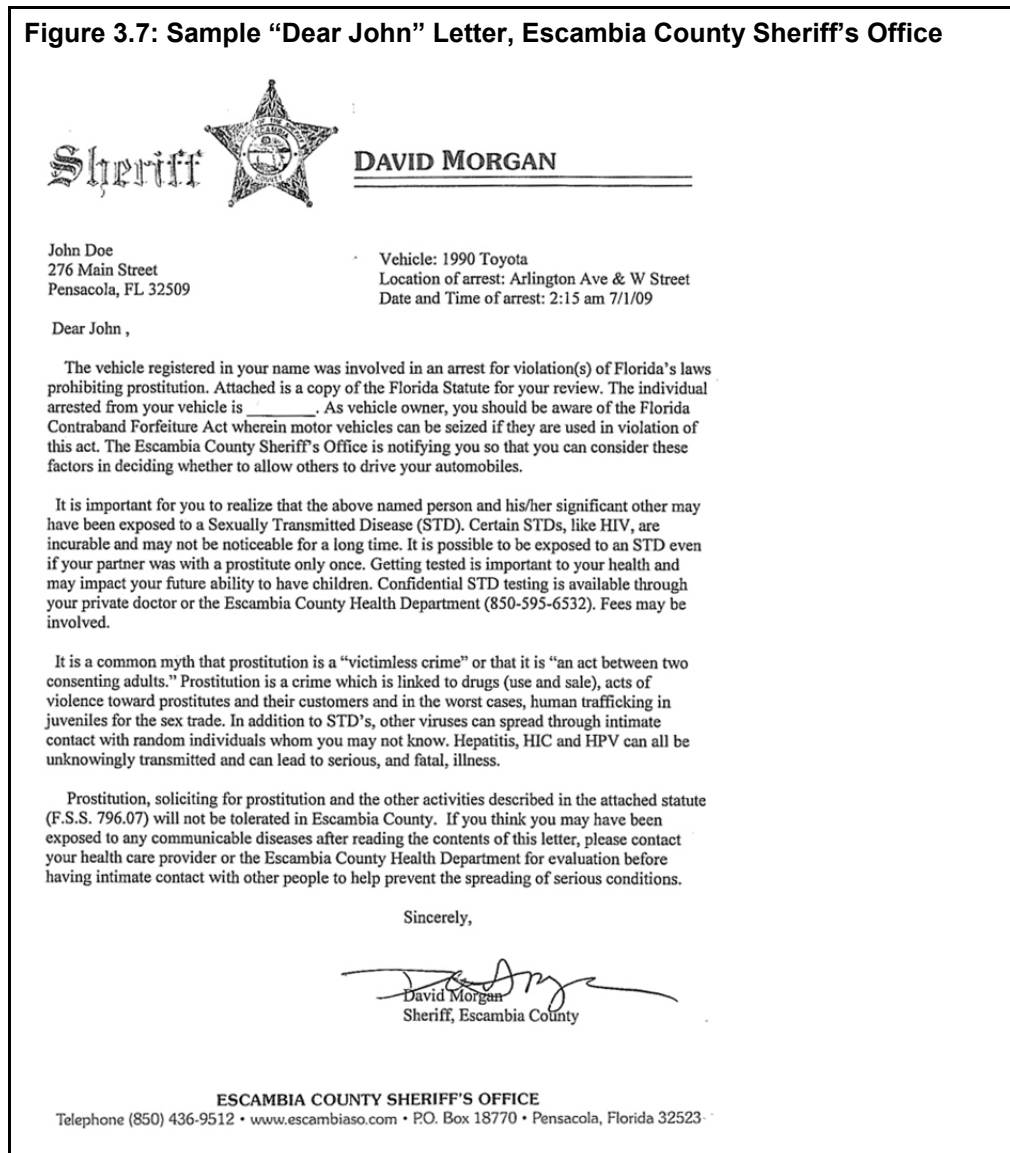 Figure 3.7: Sample “Dear John” Letter, Escambia County Sheriff’s Office
Sheriff
ESCAMBIA
COUNTY
DAVID MORGAN
John Doe
276 Main Street
Pensacola, FL 32509
Vehicle: 1990 Toyota
Location of arrest: Arlington Ave & W Street
Date and Time of arrest: 2:15 am 7/1/09
Dear John ,
The vehicle registered in your name was involved in an arrest for violation(s) of Florida's laws
prohibiting prostitution. Attached is a copy of the Florida Statute for your review. The individual
arrested from your vehicle is ________. As vehicle owner, you should be aware of the Florida
Contraband Forfeiture Act wherein motor vehicles can be seized if they are used in violation of
this act. The Escambia County Sheriff's Office is notifying you so that you can consider these
factors in deciding whether to allow others to drive your automobiles.
It is important for you to realize that the above named person and his/her significant other may
have been exposed to a Sexually Transmitted Disease (STD). Certain STDs, like HIV, are
incurable and may not be noticeable for a long time. It is possible to be exposed to an STD even
if your partner was with a prostitute only once. Getting tested is important to your health and
may impact your future ability to have children. Confidential STD testing is available through
your private doctor or the Escambia County Health Department (850-595-6532). Fees may be
involved.
It is a common myth that prostitution is a “victimless crime” or that it is “an act between two
consenting adults.” Prostitution is a crime which is linked to drugs (use and sale), acts of
violence toward prostitutes and their customers and in the worst cases, human trafficking in
juveniles for the sex trade. In addition to STD's, other viruses can spread through intimate
contact with random individuals whom you may not know. Hepatitis, HIC and HPV can all be
unknowingly transmitted and can lead to serious, and fatal, illness.
Prostitution, soliciting for prostitution and the other activities described in the attached statute
(F.S.S. 796.07) will not be tolerated in Escambia County. If you think you may have been
exposed to any communicable diseases after reading the contents of this letter, please contact
your health care provider or the Escambia County Health Department for evaluation before
having intimate contact with other people to help prevent the spreading of serious conditions.
Sincerely,
David Morgan
Sheriff, Escambia County
ESCAMBIA COUNTY SHERIFF'S OFFICE
Telephone (850) 436-9512 • www.escambiaso.com • P.O. Box 18770 • Pensacola, Florida 32523